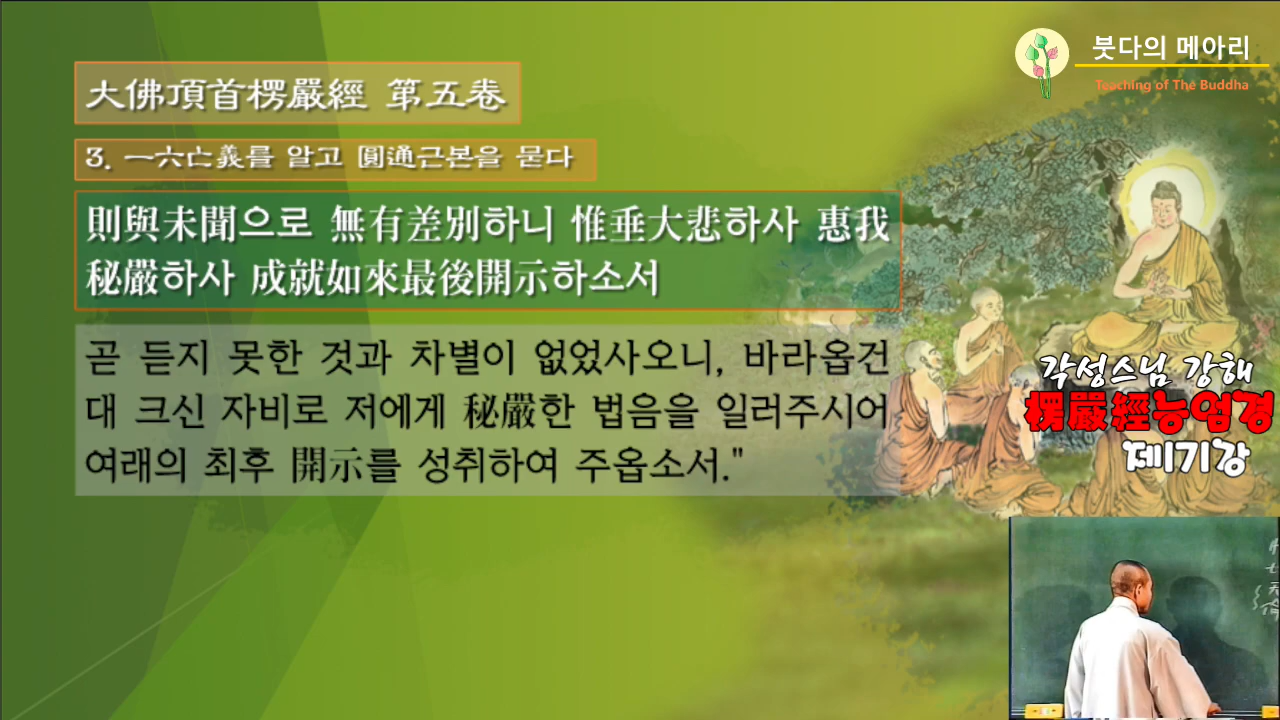 붓다의 메아리
Teaching of The Buddha
大佛頂首楞嚴經 第五卷
3. 一六亡義를 알고 圓通근본을 묻다
則與未聞으로 無有差別하니 惟垂大悲하사 惠我
秘嚴하사 成就如來最後開示하소서
곧 듣지 못한 것과 차별이 없었사오니, 바라옵건
대 크신 자비로 저에게 秘嚴한 법음을 일러주시어
여래의 최후 開示를 성취하여 주옵소서."
각성스님 강해
楞嚴經능엄경
제17강